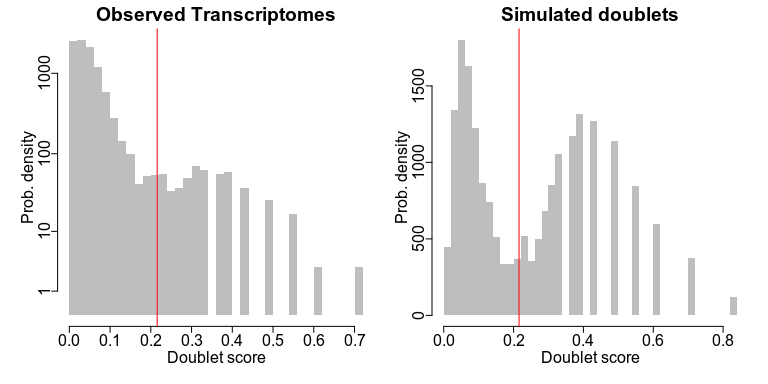 Observed Transcriptomes
Prob. density
1 10 100 1000
0.0 0.1 0.2 0.3 0.4 0.5 0.6 0.7
Doublet score
Simulated doublets
Prob. density
0 500 1000 1500
0.0 0.2 0.4 0.6 0.8
Doublet score